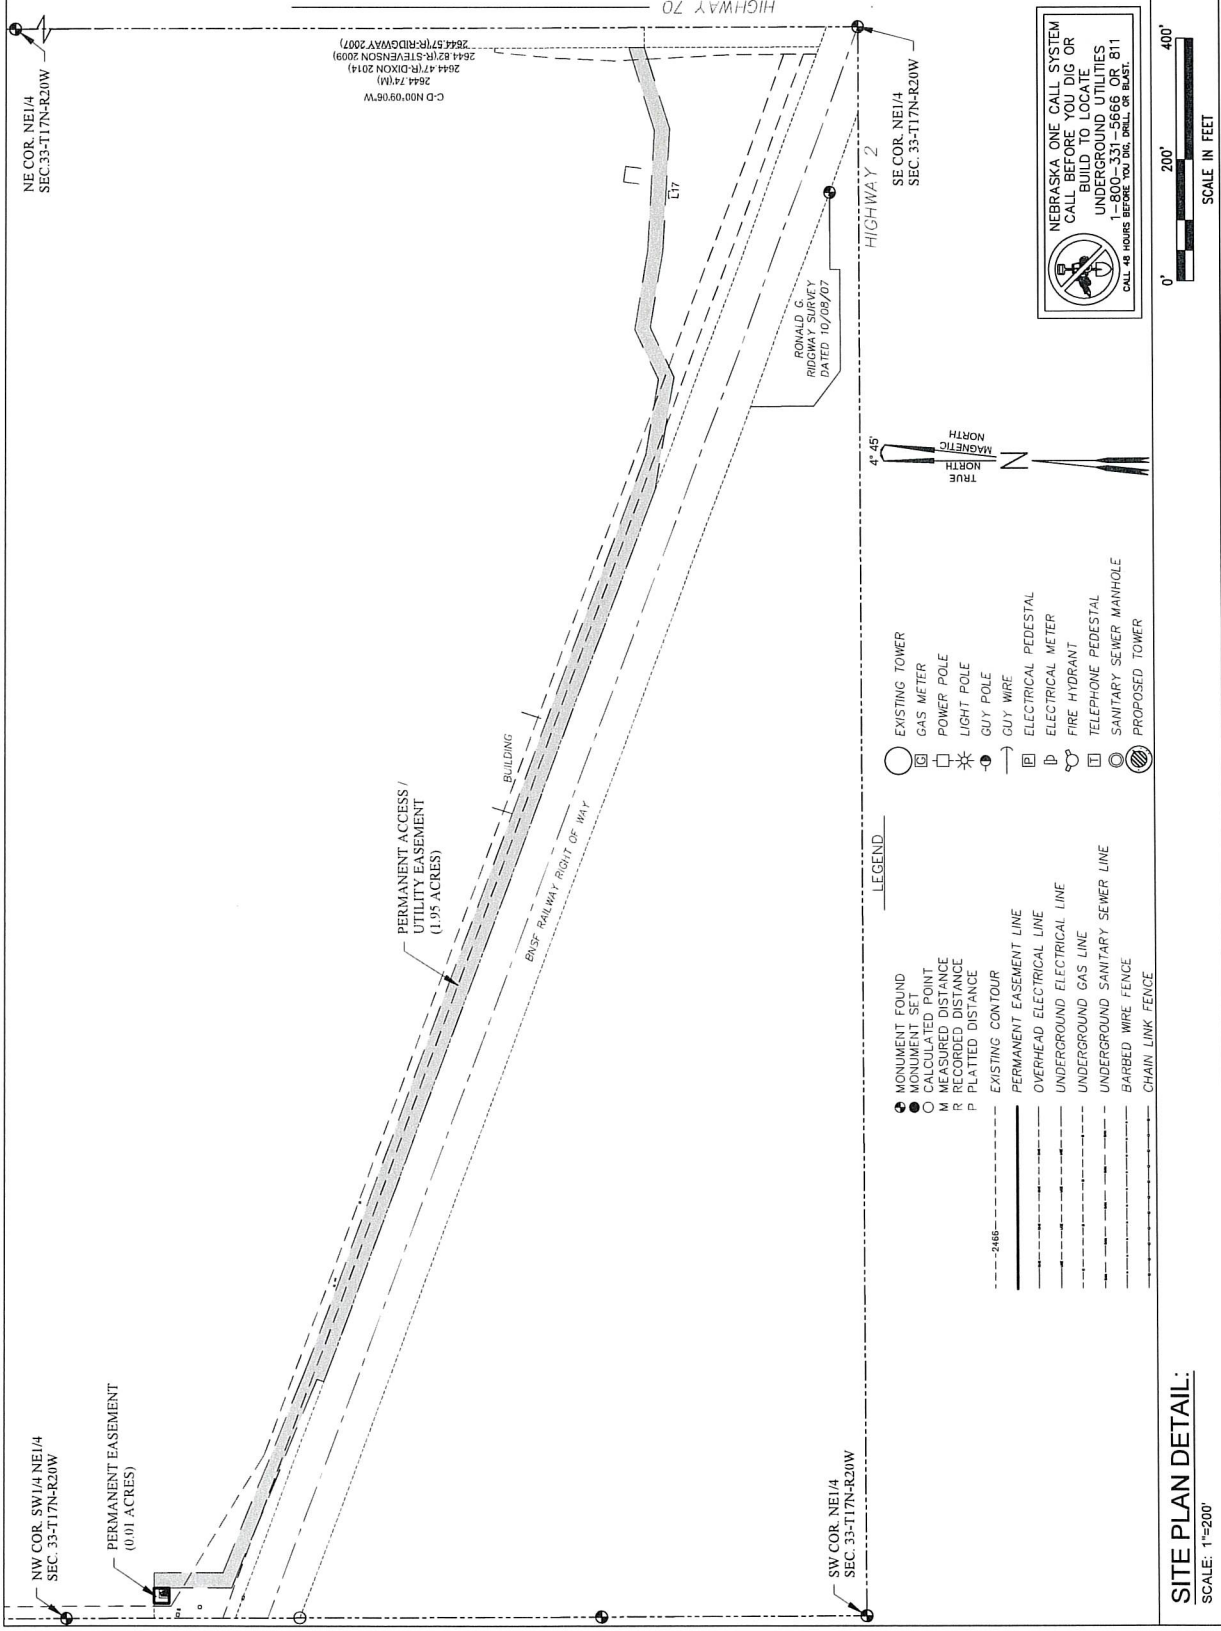 NW COR. SW1/4 NE1/4
SEC. 33-T17N-R20W
PERMANENT EASEMENT
(0.01 ACRES)
PERMANENT ACCESS /
UTILITY EASEMENT
(1.95 ACRES)
BUILDING
BNSF RAILWAY RIGHT OF WAY
NE COR. NE1/4
SEC.33-T17N-R20W
C-D N00°09'06"W
2644.74'(M)
2644.47'(R-DIXON 2014)
2644.82'(R-STEVENSON 2009)
2644.57'(R-RIDGWAY 2007)
HIGHWAY 70
L17
SE COR. NE1/4
SEC. 33-T17N-R20W
HIGHWAY 2
RONALD G.
RIDGWAY SURVEY
DATED 10/08/07
SW COR. NE1/4
SEC. 33-T17N-R20W
LEGEND
MONUMENT FOUND
MONUMENT SET
CALCULATED POINT
M MEASURED DISTANCE
R RECORDED DISTANCE
P PLATTED DISTANCE
2466 EXISTING CONTOUR
PERMANENT EASEMENT LINE
OVERHEAD ELECTRICAL LINE
UNDERGROUND ELECTRICAL LINE
UNDERGROUND GAS LINE
UNDERGROUND SANITARY SEWER LINE
BARBED WIRE FENCE
CHAIN LINK FENCE
EXISTING TOWER
G GAS METER
POWER POLE
LIGHT POLE
GUY POLE
GUY WIRE
P ELECTRICAL PEDESTAL
ELECTRICAL METER
FIRE HYDRANT
T TELEPHONE PEDESTAL
SANITARY SEWER MANHOLE
PROPOSED TOWER
4° 45'
TRUE
NORTH
MAGNETIC
NORTH
N
NEBRASKA ONE CALL SYSTEM
CALL BEFORE YOU DIG OR
BUILD TO LOCATE
UNDERGROUND UTILITIES
1-800-331-5666 OR 811
CALL 48 HOURS BEFORE YOU DIG, DRILL, OR BLAST.
SITE PLAN DETAIL:
SCALE: 1"=200'
0' 200' 400'
SCALE IN FEET